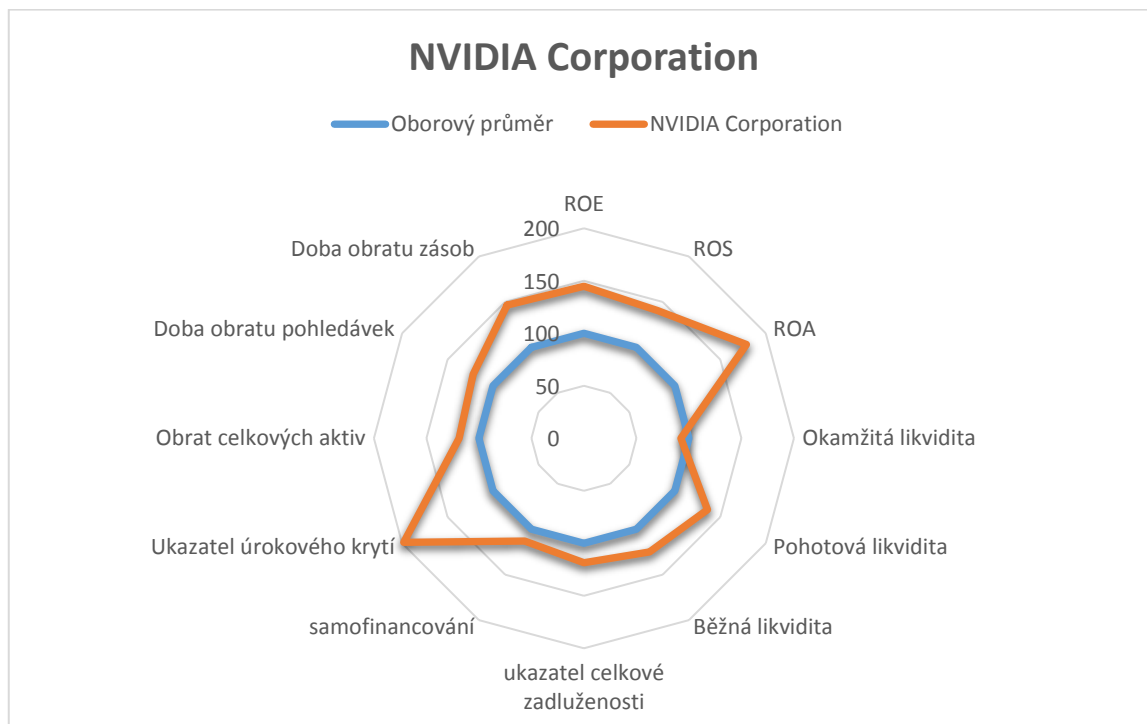 NVIDIA Corporation
Oborový průměr
NVIDIA Corporation
ROE
200
Doba obratu zásob
ROS
150
Doba obratu pohledávek
ROA
100
50
Obrat celkových aktiv
0
Okamžitá likvidita
Ukazatel úrokového krytí
Pohotová likvidita
samofinancování
Běžná likvidita
ukazatel celkové
zadluženosti